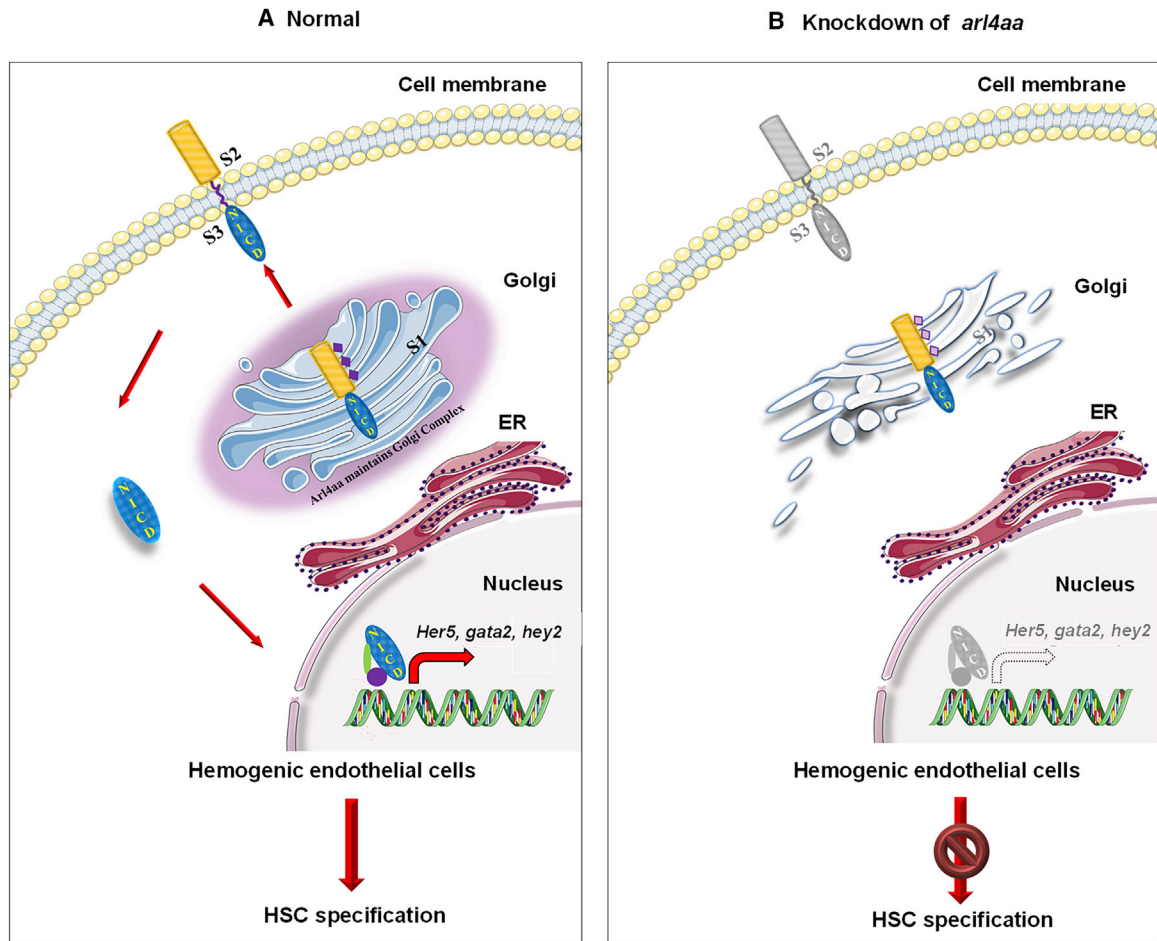 A Normal
Cell membrane
S2
S3
NICD
Golgi
S1
NICD
Arl4aa maintains Golgi Complex
ER
NICD
Nucleus
Her5, gata2, hey2
NICD
Hemogenic endothelial cells
HSC specification
B Knockdown of arl4aa
Cell membrane
S2
S3
NICD
Golgi
S1
NICD
ER
Nucleus
Her5, gata2, hey2
NICD
Hemogenic endothelial cells
HSC specification